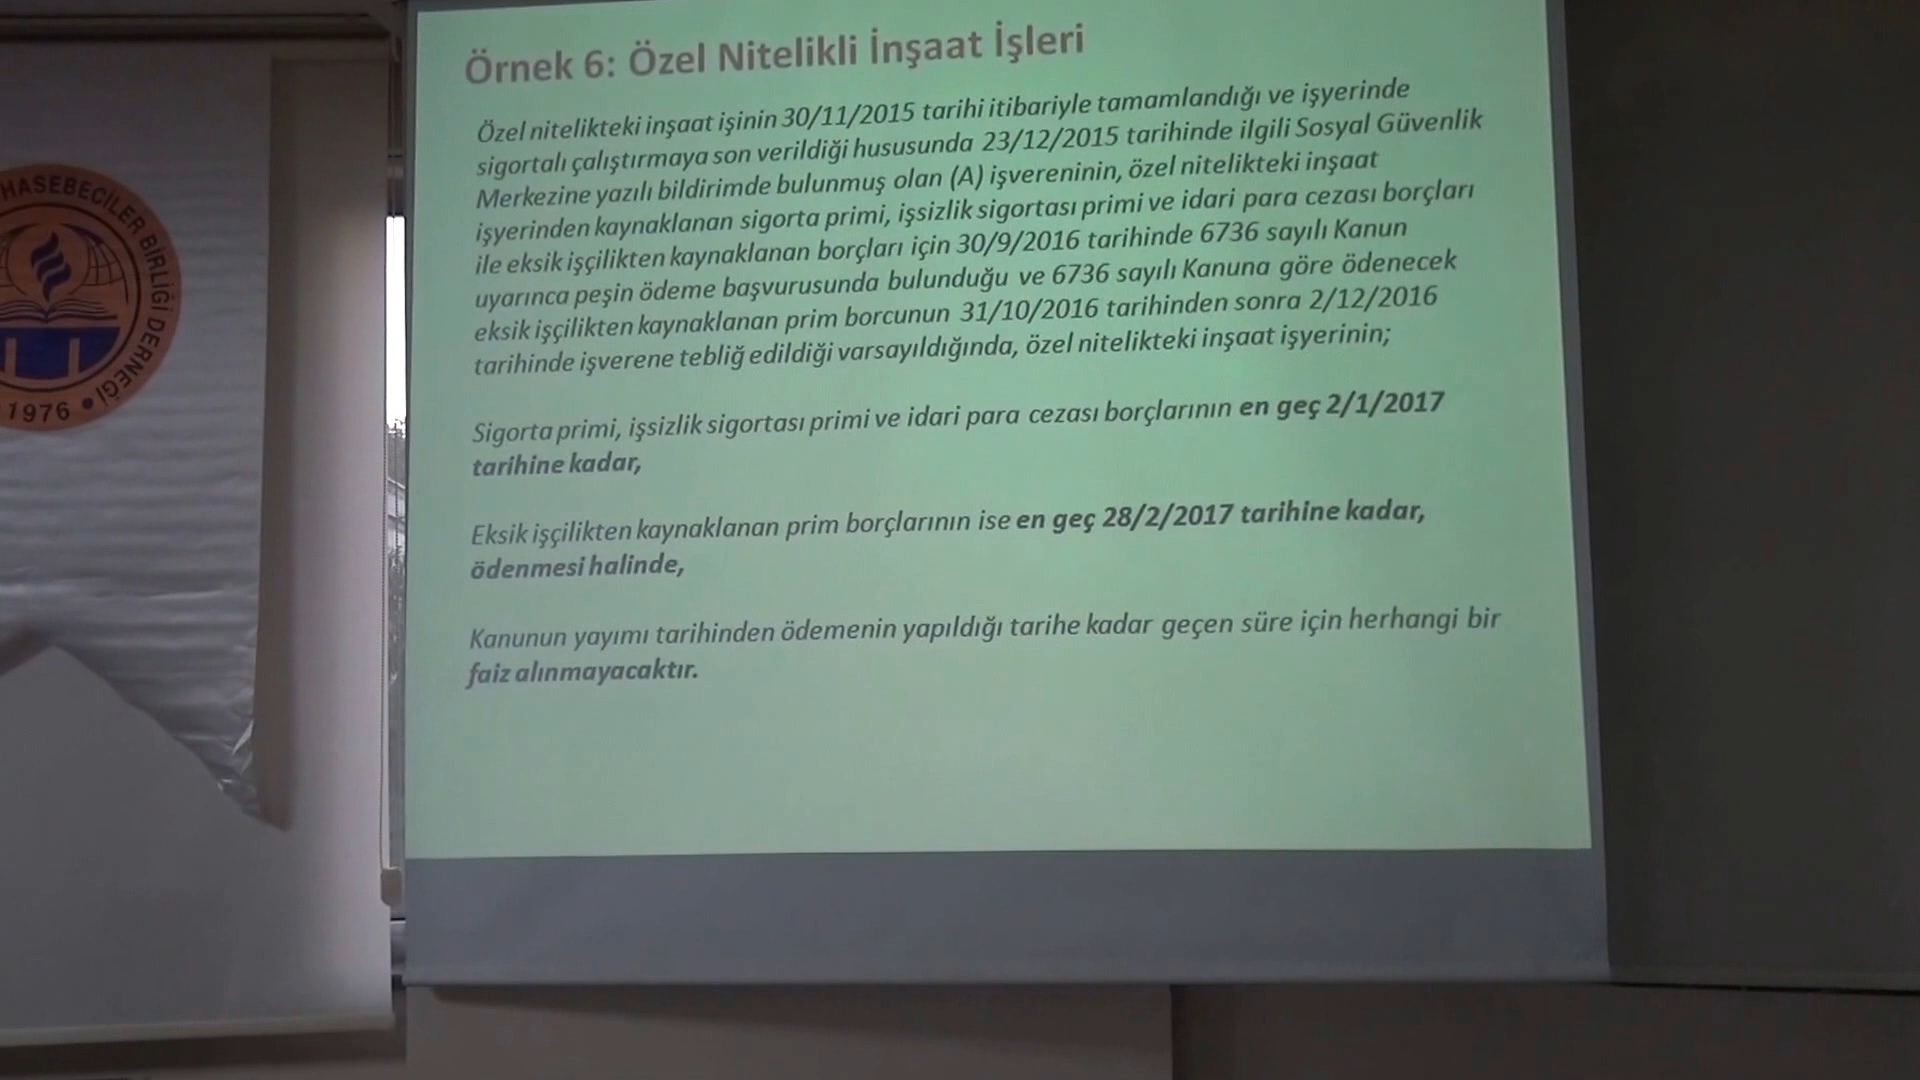 Örnek 6: Özel Nitelikli İnşaat İşleri
Özel nitelikteki inşaat işinin 30/11/2015 tarihi itibariyle tamamlandığı ve işyerinde
sigortalı çalıştırmaya son verildiği hususunda 23/12/2015 tarihinde ilgili Sosyal Güvenlik
Merkezine yazılı bildirimde bulunmuş olan (A) işvereninin, özel nitelikteki inşaat
işyerinden kaynaklanan sigorta primi, işsizlik sigortası primi ve idari para cezası borçları
ile eksik işçilikten kaynaklanan borçları için 30/9/2016 tarihinde 6736 sayılı Kanun
uyarınca peşin ödeme başvurusunda bulunduğu ve 6736 sayılı Kanuna göre ödenecek
eksik işçilikten kaynaklanan prim borcunun 31/10/2016 tarihinden sonra 2/12/2016
tarihinde işverene tebliğ edildiği varsayıldığında, özel nitelikteki inşaat işyerinin;
Sigorta primi, işsizlik sigortası primi ve idari para cezası borçlarının en geç 2/1/2017
tarihine kadar,
Eksik işçilikten kaynaklanan prim borçlarının ise en geç 28/2/2017 tarihine kadar,
ödenmesi halinde,
Kanunun yayımı tarihinden ödemenin yapıldığı tarihe kadar geçen süre için herhangi bir
faiz alınmayacaktır.
HASEBECİLER BİRLİĞİ DERNEĞİ
1976